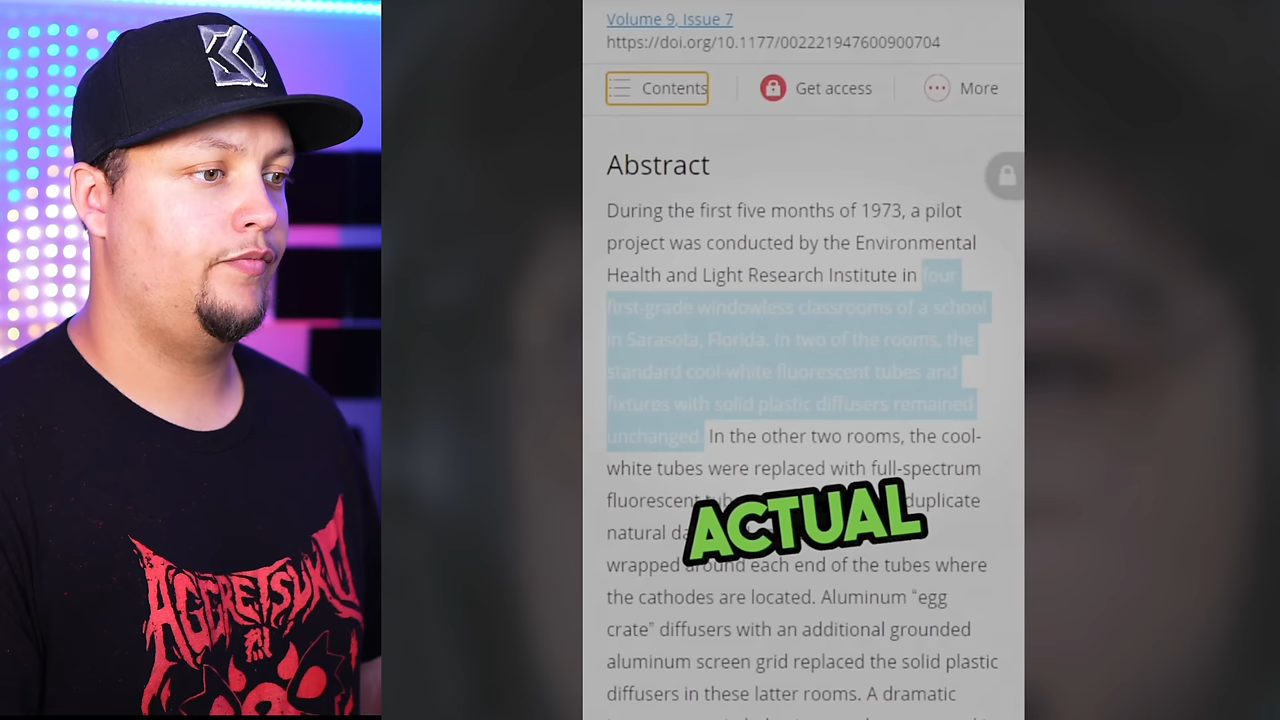 AGGRETSUKO
Volume 9, Issue 7
https://doi.org/10.1177/002221947600900704
Contents
Get access
More
Abstract
During the first five months of 1973, a pilot
project was conducted by the Environmental
Health and Light Research Institute in four
first-grade windowless classrooms of a school
in Sarasota, Florida. In two of the rooms, the
standard cool-white fluorescent tubes and
fixtures with solid plastic diffusers remained
unchanged. In the other two rooms, the cool-
white tubes were replaced with full-spectrum
fluorescent duplicate
ACTUAL
natural
wrapped around each end of the tubes where
the cathodes are located. Aluminum “egg
crate” diffusers with an additional grounded
aluminum screen grid replaced the solid plastic
diffusers in these latter rooms. A dramatic